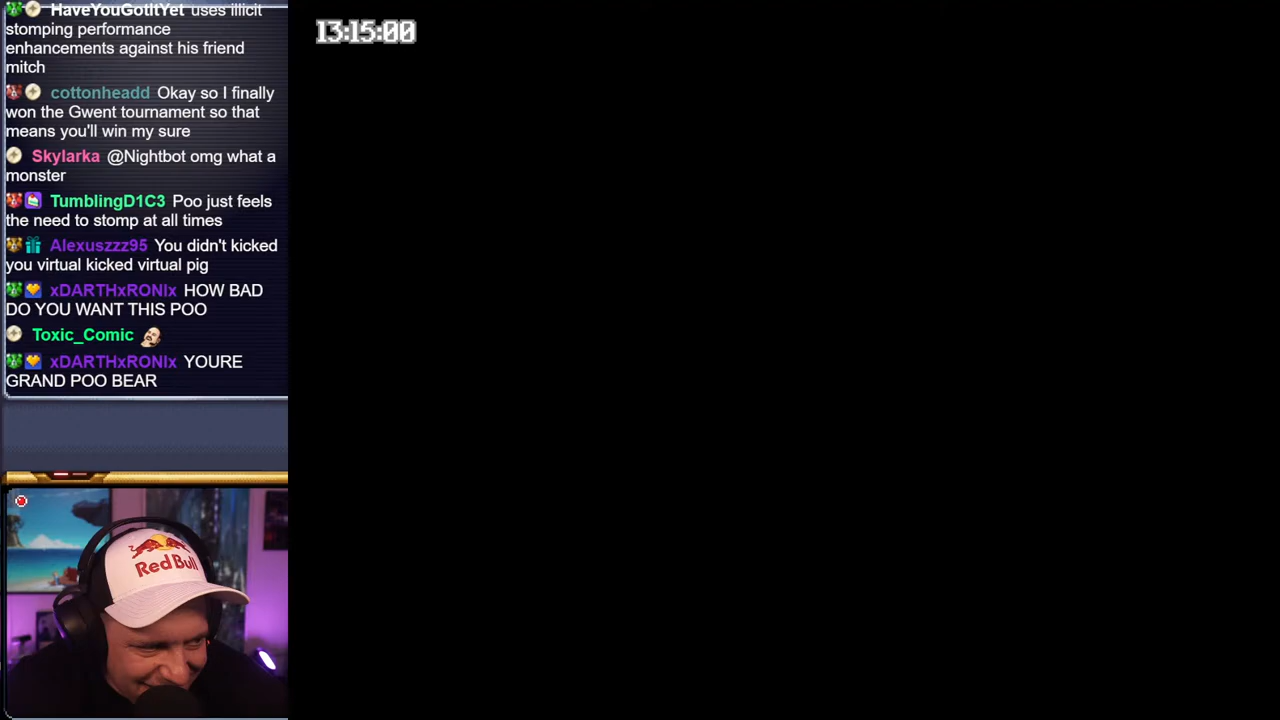 13:15:00
HaveYouGotItYet uses illicit
stomping performance
enhancements against his friend
mitch
cottonheadd Okay so I finally
won the Gwent tournament so that
means you'll win my sure
Skylarka @Nightbot omg what a
monster
TumblingD1C3 Poo just feels
the need to stomp at all times
Alexuszzz95 You didn't kicked
you virtual kicked virtual pig
xDARTHxRONIx HOW BAD
DO YOU WANT THIS POO
Toxic_Comic
xDARTHxRONIx YOURE
GRAND POO BEAR
Red Bull